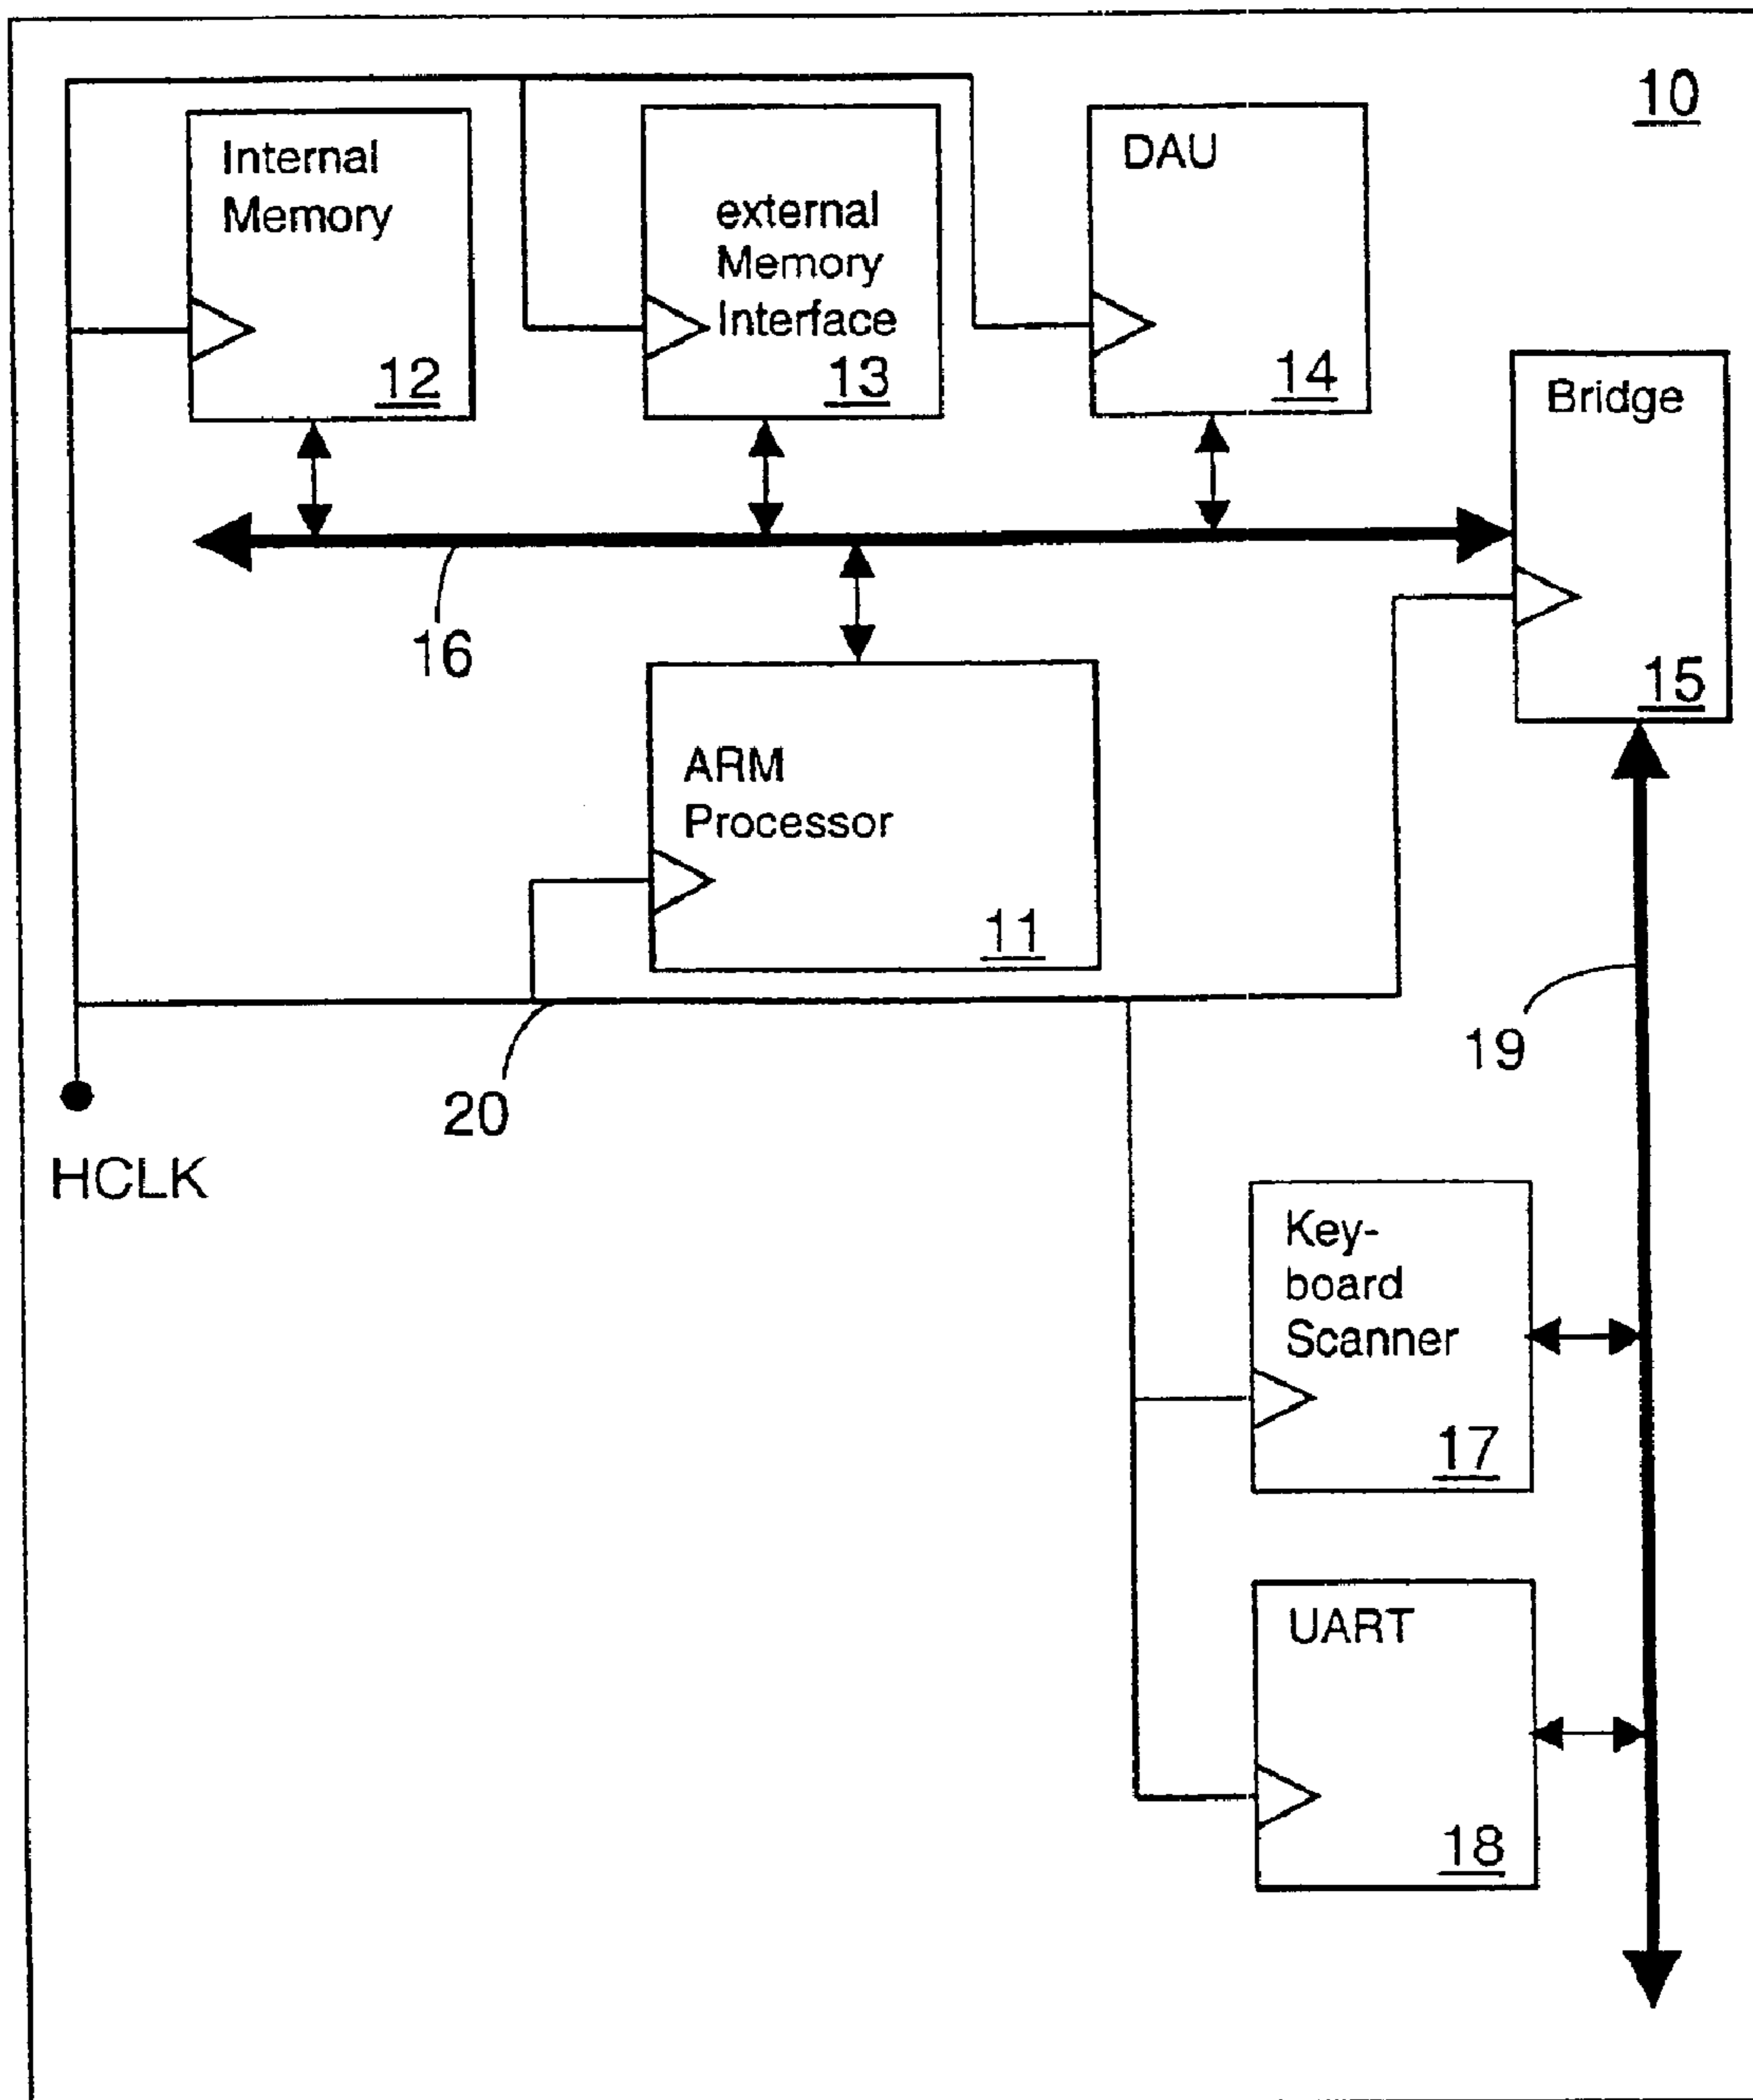 10
Internal
Memory
12
external
Memory
Interface
13
DAU
14
Bridge
15
16
ARM
Processor
11
19
20
HCLK
Key-
board
Scanner
17
UART
18